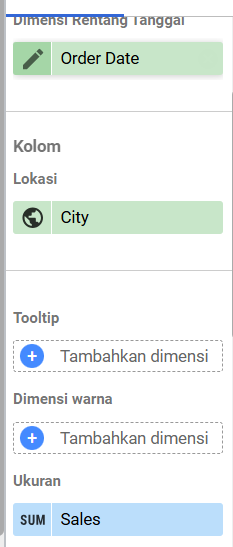 Dimensi Rentang Tanggal
Order Date
Kolom
Lokasi
City
Tooltip
Tambahkan dimensi
Dimensi warna
Tambahkan dimensi
Ukuran
SUM Sales